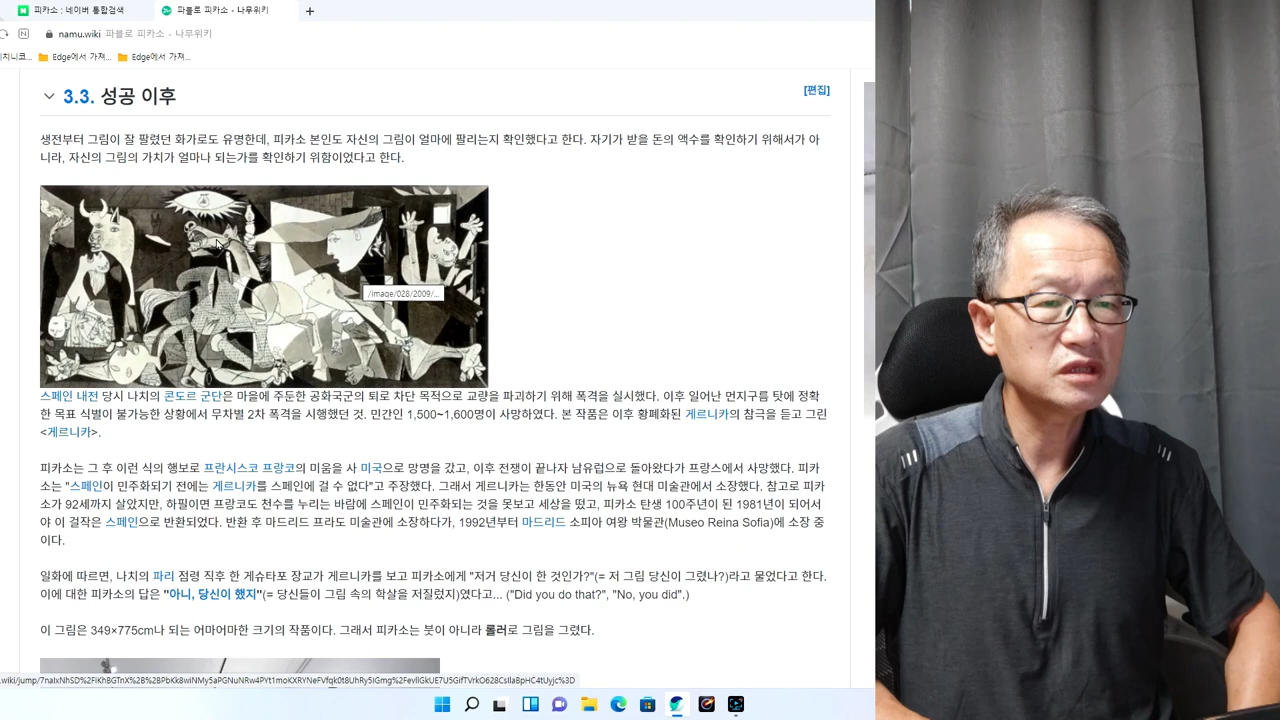 피카소 : 네이버 통합검색
파블로 피카소 - 나무위키
namu.wiki 파블로 피카소 - 나무위키
Edge에서 가져... Edge에서 가져...
3.3. 성공 이후
[편집]
생전부터 그림이 잘 팔렸던 화가로도 유명한데, 피카소 본인도 자신의 그림이 얼마에 팔리는지 확인했다고 한다. 자기가 받을 돈의 액수를 확인하기 위해서가 아
니라, 자신의 그림의 가치가 얼마나 되는가를 확인하기 위함이었다고 한다.
/image/028/2009/...
스페인 내전 당시 나치의 콘도르 군단은 마을에 주둔한 공화국군의 퇴로 차단 목적으로 교량을 파괴하기 위해 폭격을 실시했다. 이후 일어난 먼지구름 탓에 정확
한 목표 식별이 불가능한 상황에서 무차별 2차 폭격을 시행했던 것. 민간인 1,500~1,600명이 사망하였다. 본 작품은 이후 황폐화된 게르니카의 참극을 듣고 그린
<게르니카>.
피카소는 그 후 이런 식의 행보로 프란시스코 프랑코의 미움을 사 미국으로 망명을 갔고, 이후 전쟁이 끝나자 남유럽으로 돌아왔다가 프랑스에서 사망했다. 피카
소는 "스페인이 민주화되기 전에는 게르니카를 스페인에 걸 수 없다"고 주장했다. 그래서 게르니카는 한동안 미국의 뉴욕 현대 미술관에서 소장했다. 참고로 피카
소가 92세까지 살았지만, 하필이면 프랑코도 천수를 누리는 바람에 스페인이 민주화되는 것을 못보고 세상을 떴고, 피카소 탄생 100주년이 된 1981년이 되어서
야 이 걸작은 스페인으로 반환되었다. 반환 후 마드리드 프라도 미술관에 소장하다가, 1992년부터 마드리드 소피아 여왕 박물관(Museo Reina Sofia)에 소장 중
이다.
일화에 따르면, 나치의 파리 점령 직후 한 게슈타포 장교가 게르니카를 보고 피카소에게 "저거 당신이 한 것인가?"(= 저 그림 당신이 그렸나?)라고 물었다고 한다.
이에 대한 피카소의 답은 "아니, 당신이 했지"(= 당신들이 그림 속의 학살을 저질렀지)였다고... ("Did you do that?", "No, you did".)
이 그림은 349×775cm나 되는 어마어마한 크기의 작품이다. 그래서 피카소는 붓이 아니라 롤러로 그림을 그렸다.